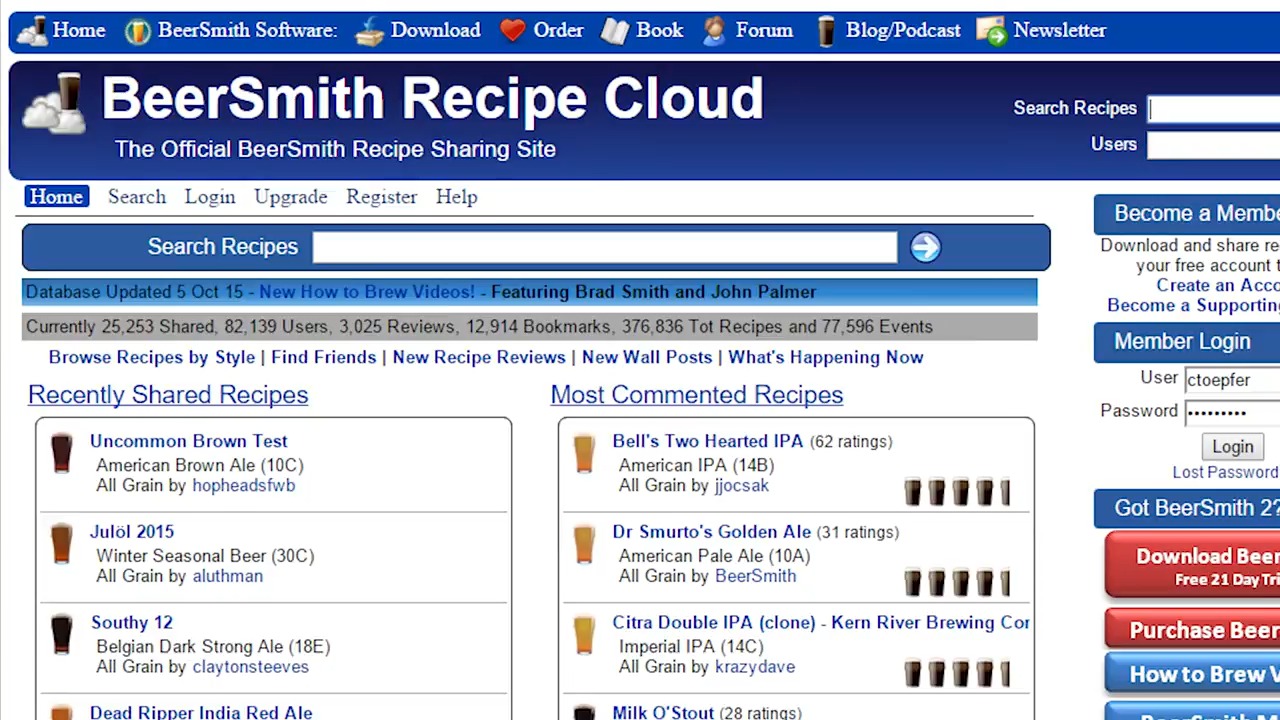 Home BeerSmith Software: Download Order Book Forum Blog/Podcast Newsletter
BeerSmith Recipe Cloud
The Official BeerSmith Recipe Sharing Site
Search Recipes
Users
Home Search Login Upgrade Register Help
Search Recipes
Database Updated 5 Oct 15 - New How to Brew Videos! - Featuring Brad Smith and John Palmer
Currently 25,253 Shared, 82,139 Users, 3,025 Reviews, 12,914 Bookmarks, 376,836 Tot Recipes and 77,596 Events
Browse Recipes by Style | Find Friends | New Recipe Reviews | New Wall Posts | What's Happening Now
Recently Shared Recipes
Uncommon Brown Test
American Brown Ale (10C)
All Grain by hopheadsfwb
Julöl 2015
Winter Seasonal Beer (30C)
All Grain by aluthman
Southy 12
Belgian Dark Strong Ale (18E)
All Grain by claytonsteeves
Dead Ripper India Red Ale
Most Commented Recipes
Bell's Two Hearted IPA (62 ratings)
American IPA (14B)
All Grain by jjocsak
Dr Smurto's Golden Ale (31 ratings)
American Pale Ale (10A)
All Grain by BeerSmith
Citra Double IPA (clone) - Kern River Brewing Cor
Imperial IPA (14C)
All Grain by krazydave
Milk O'Stout (28 ratings)
Become a Membe
Download and share re
your free account t
Create an Acco
Become a Supporting
Member Login
User ctoepfer
Password •••••••••
Login
Lost Password
Got BeerSmith 2?
Download Beer
Free 21 Day Tri
Purchase Beer
How to Brew V